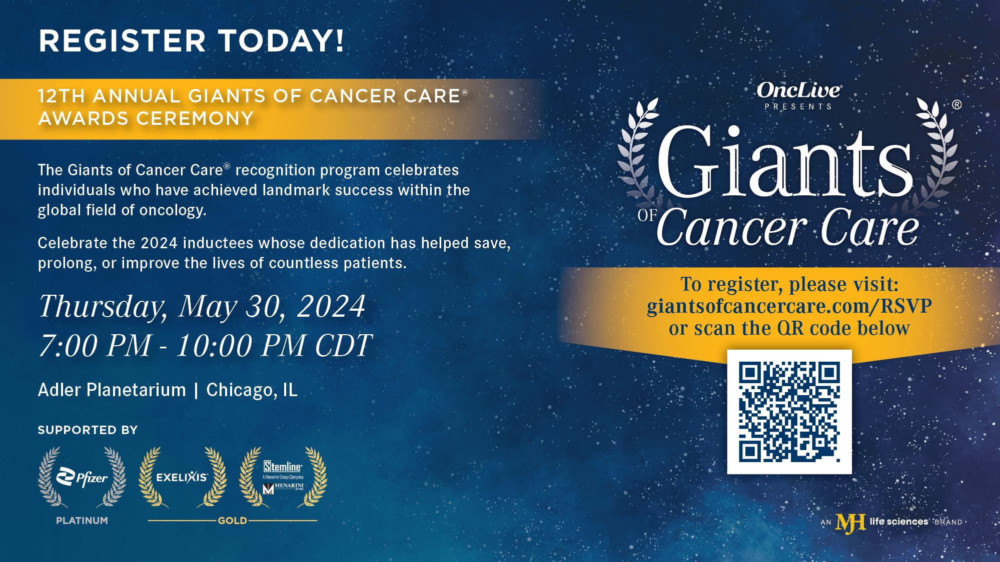 REGISTER TODAY!
12TH ANNUAL GIANTS OF CANCER CARE®
AWARDS CEREMONY
The Giants of Cancer Care® recognition program celebrates
individuals who have achieved landmark success within the
global field of oncology.
Celebrate the 2024 inductees whose dedication has helped save,
prolong, or improve the lives of countless patients.
Thursday, May 30, 2024
7:00 PM - 10:00 PM CDT
Adler Planetarium | Chicago, IL
SUPPORTED BY
Pfizer
PLATINUM
EXELIXIS®
Stemline®
A Menarini Group Company
MENARINI
group
GOLD
OncLive®
PRESENTS
Giants®
OF Cancer Care
To register, please visit:
giantsofcancercare.com/RSVP
or scan the QR code below
AN MJH life sciences® BRAND